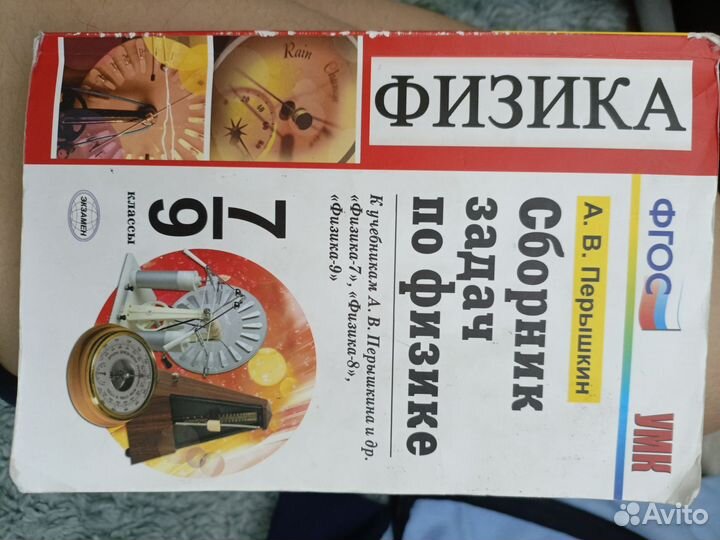 ФГОС
УМК
А. В. Перышкин
Сборник
задач
по физике
К учебникам А. В. Перышкина и др.
«Физика-7», «Физика-8»,
«Физика-9»
7
9
классы
ЭКЗАМЕН
ФИЗИКА
Rain
Avito